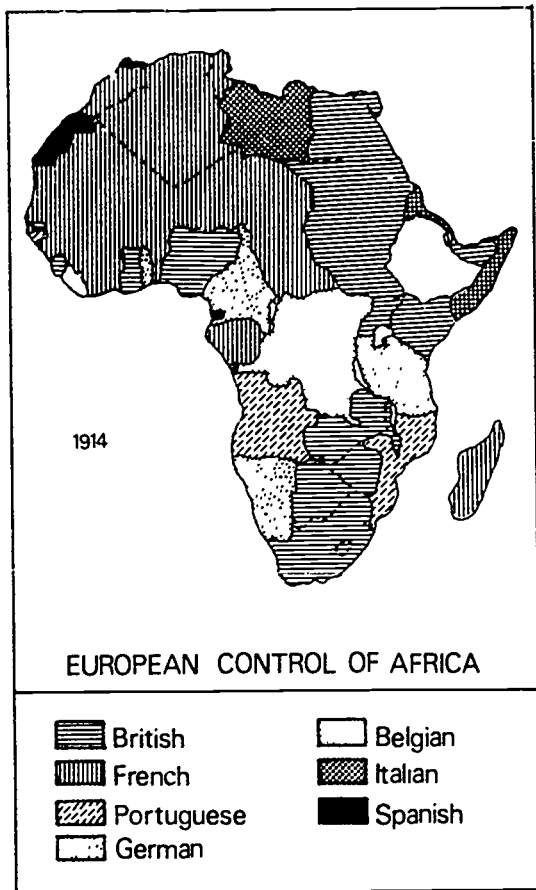 1914
EUROPEAN CONTROL OF AFRICA
British
French
Portuguese
German
Belgian
Italian
Spanish